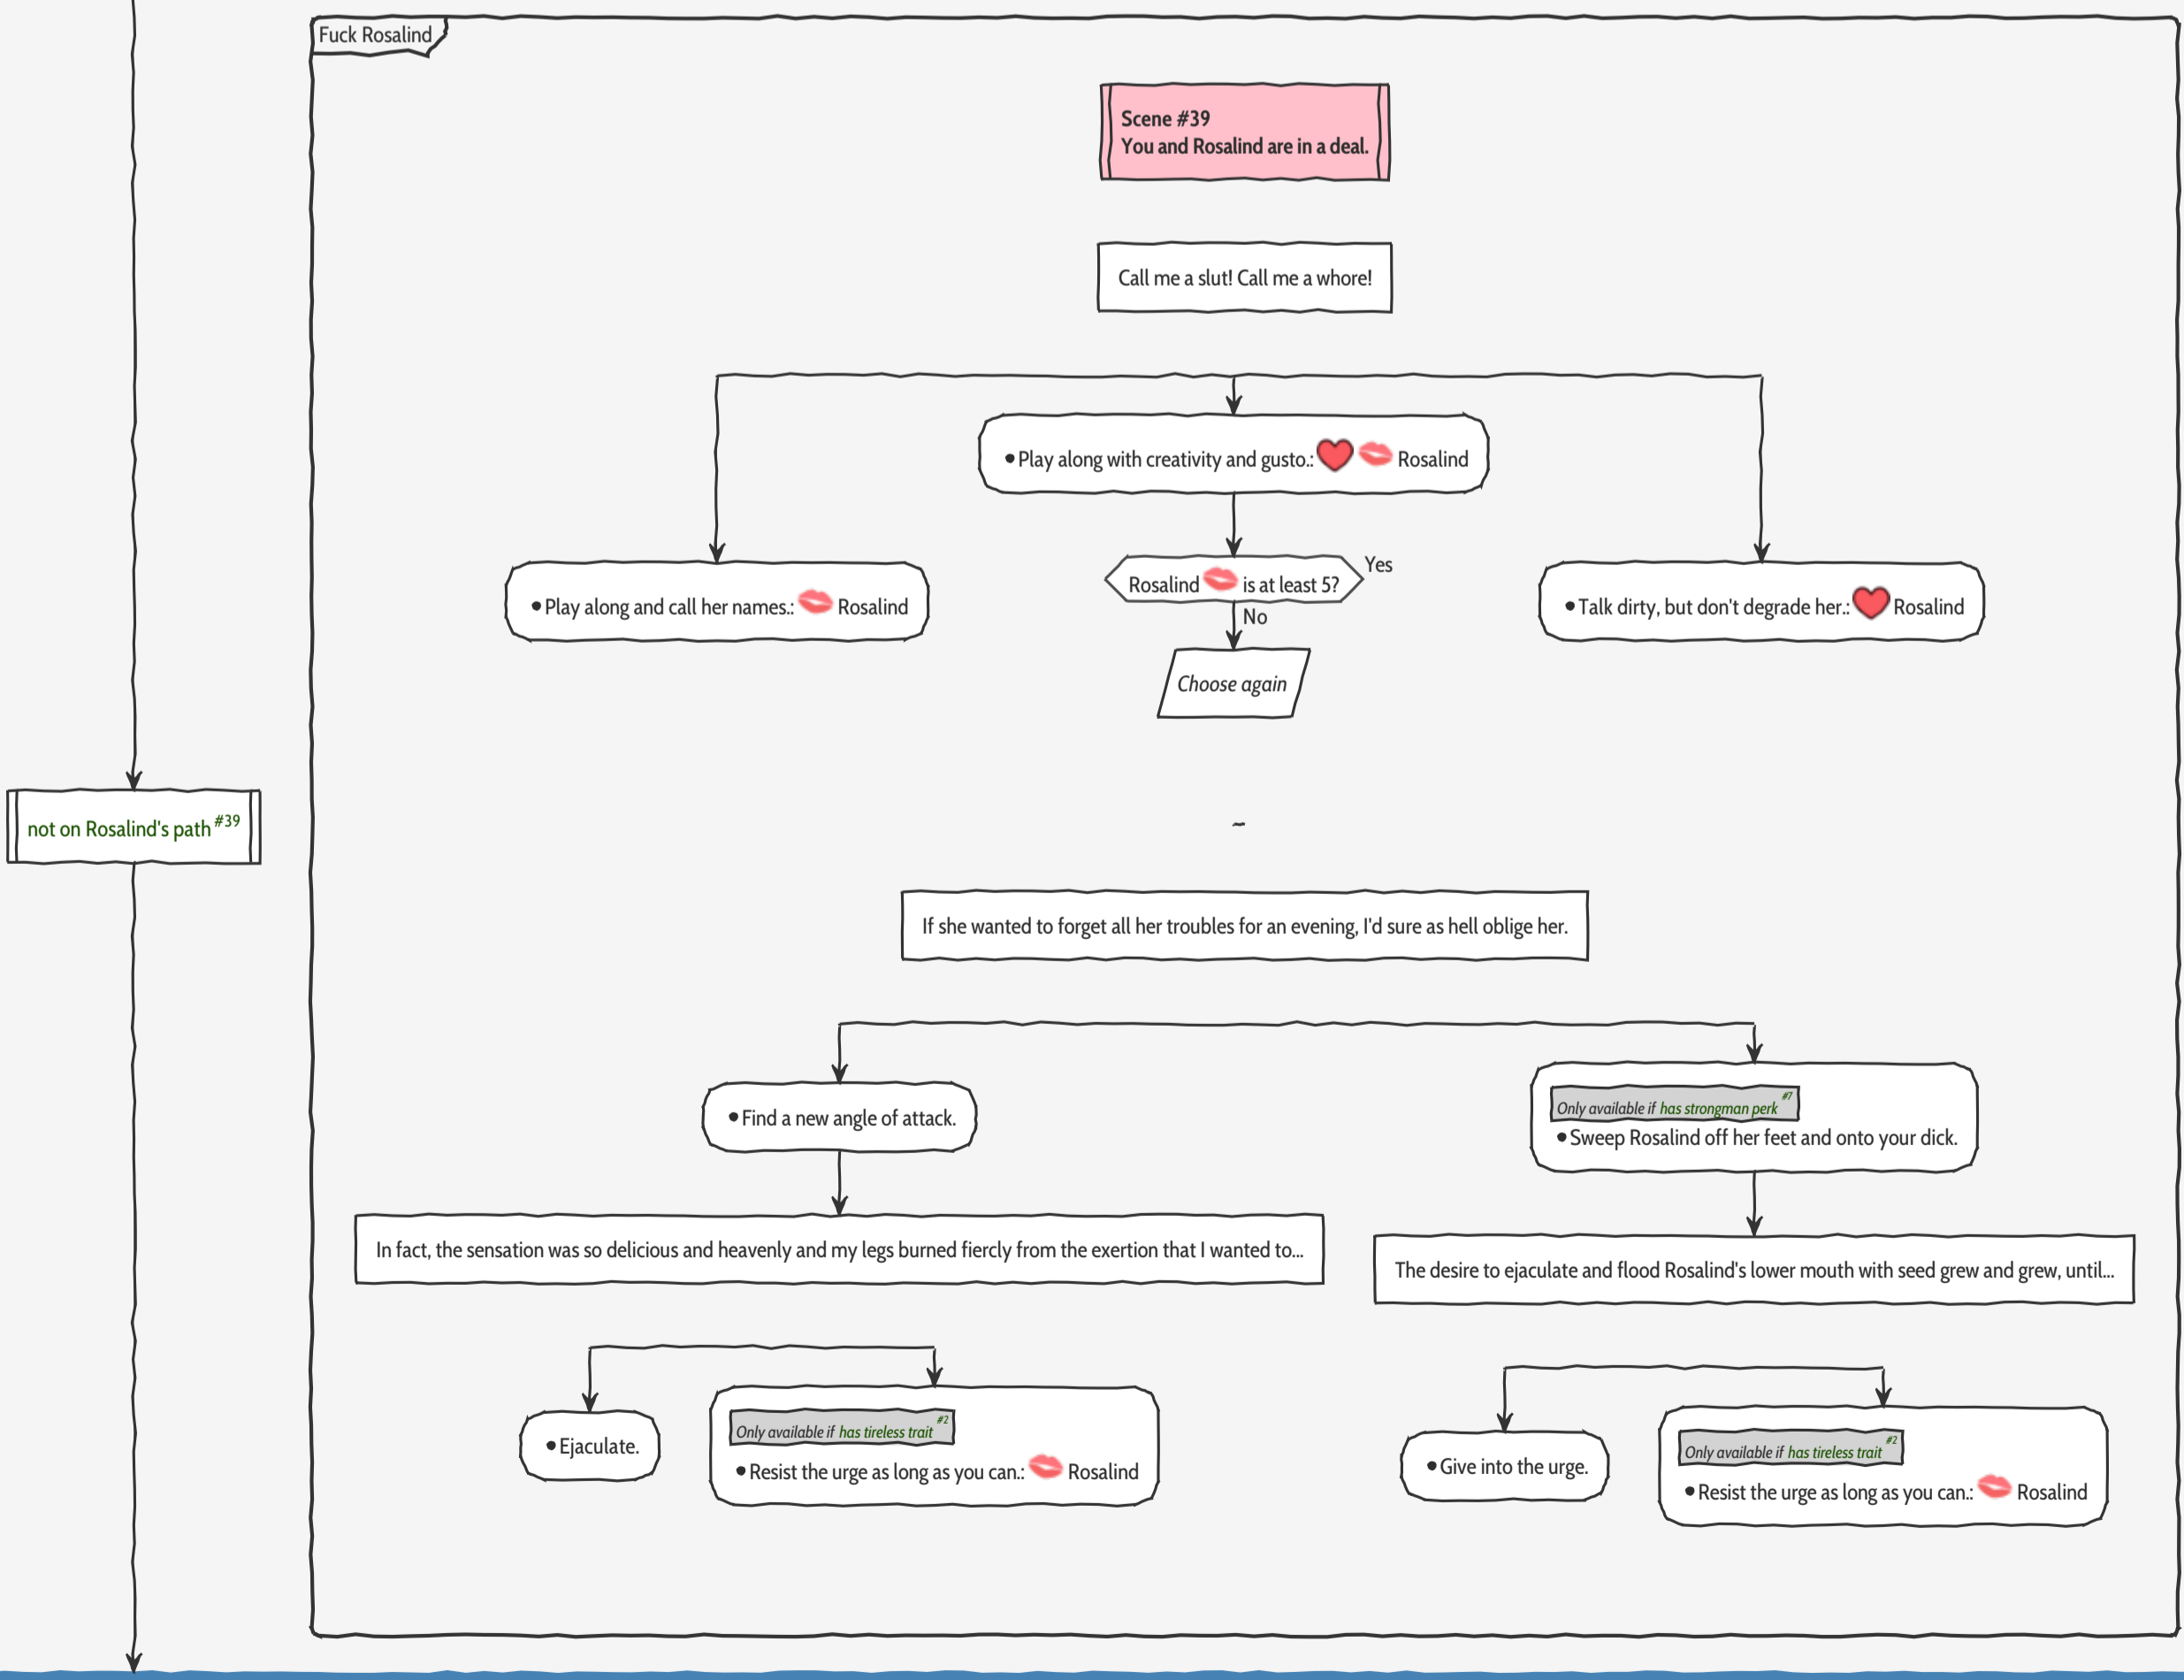 Fuck Rosalind
Scene #39
You and Rosalind are in a deal.
Call me a slut! Call me a whore!
•Play along with creativity and gusto.: Rosalind
•Play along and call her names.: Rosalind
Rosalind is at least 5?
Yes
No
•Talk dirty, but don't degrade her.: Rosalind
Choose again
not on Rosalind's path #39
~
If she wanted to forget all her troubles for an evening, I'd sure as hell oblige her.
•Find a new angle of attack.
Only available if has strongman perk #7
•Sweep Rosalind off her feet and onto your dick.
In fact, the sensation was so delicious and heavenly and my legs burned fiercly from the exertion that I wanted to...
The desire to ejaculate and flood Rosalind's lower mouth with seed grew and grew, until...
•Ejaculate.
Only available if has tireless trait #2
•Resist the urge as long as you can.: Rosalind
•Give into the urge.
Only available if has tireless trait #2
•Resist the urge as long as you can.: Rosalind